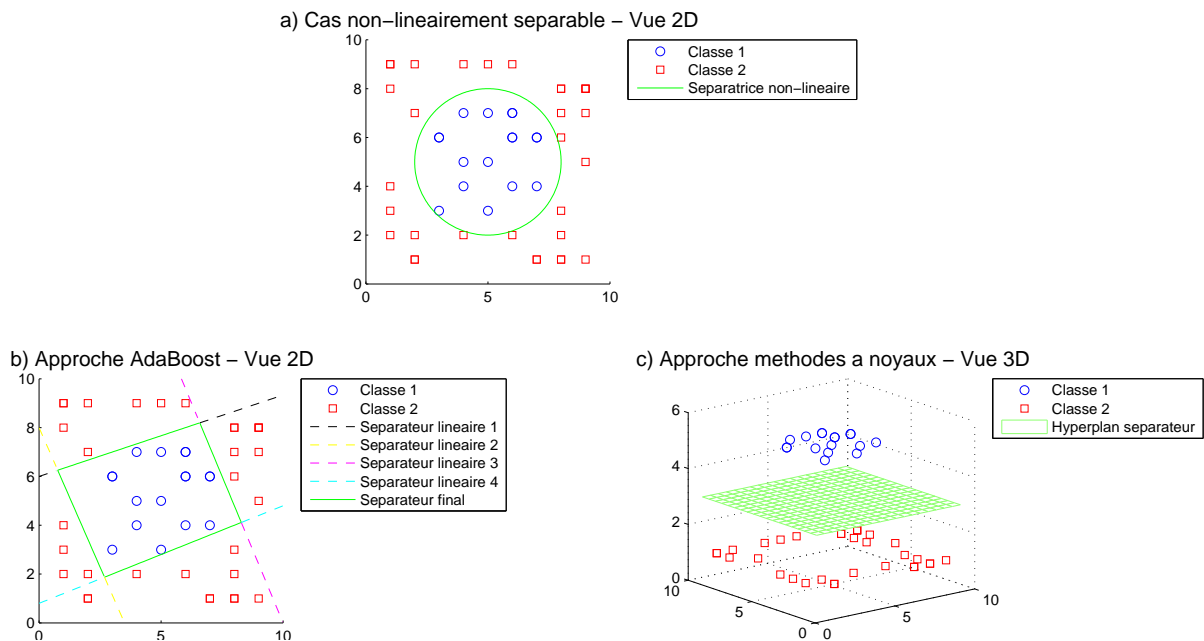 a) Cas non−lineairement separable − Vue 2D
10
8
6
4
2
0
0
5
10
Classe 1
Classe 2
Separatrice non−lineaire
b) Approche AdaBoost − Vue 2D
10
8
6
4
2
0
0
5
10
Classe 1
Classe 2
Separateur lineaire 1
Separateur lineaire 2
Separateur lineaire 3
Separateur lineaire 4
Separateur final
c) Approche methodes a noyaux − Vue 3D
6
4
2
0
10
5
0
0
5
10
Classe 1
Classe 2
Hyperplan separateur